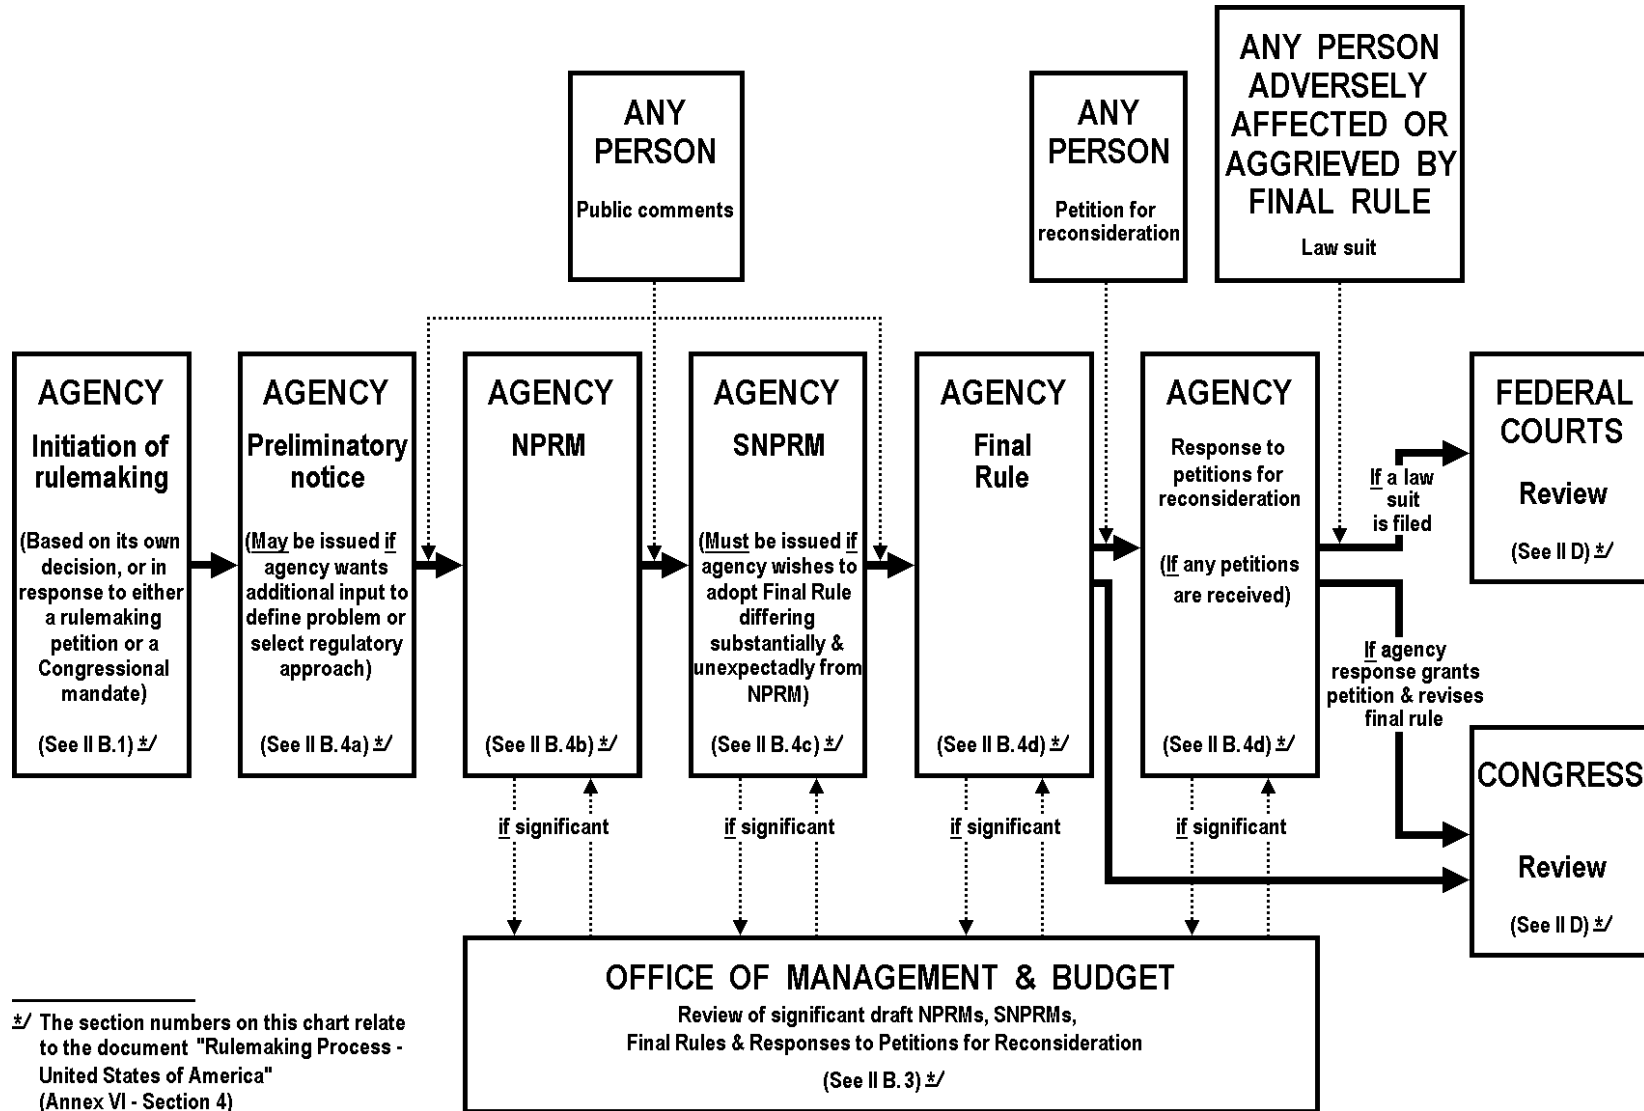 ANY
PERSON
Public comments
ANY
PERSON
Petition for
reconsideration
ANY PERSON
ADVERSELY
AFFECTED OR
AGGRIEVED BY
FINAL RULE
Law suit
AGENCY
Initiation of
rulemaking
(Based on its own
decision, or in
response to either
a rulemaking
petition or a
Congressional
mandate)
(See II B.1) */
AGENCY
Preliminatory
notice
(May be issued if
agency wants
additional input to
define problem or
select regulatory
approach)
(See II B. 4a) */
AGENCY
NPRM
(See II B. 4b) */
AGENCY
SNPRM
(Must be issued if
agency wishes to
adopt Final Rule
differing
substantially &
unexpectadly from
NPRM)
(See II B. 4c) */
AGENCY
Final
Rule
(See II B. 4d) */
AGENCY
Response to
petitions for
reconsideration
(If any petitions
are received)
(See II B. 4d) */
If a law
suit
is filed
If agency
response grants
petition & revises
final rule
FEDERAL
COURTS
Review
(See II D) */
CONGRESS
Review
(See II D) */
if significant
if significant
if significant
if significant
OFFICE OF MANAGEMENT & BUDGET
Review of significant draft NPRMs, SNPRMs,
Final Rules & Responses to Petitions for Reconsideration
(See II B. 3) */
*/ The section numbers on this chart relate
to the document "Rulemaking Process -
United States of America"
(Annex VI - Section 4)